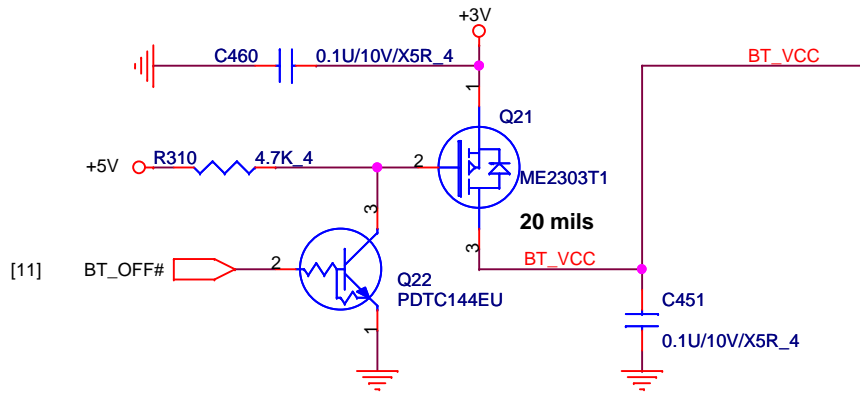 +3V
C460 0.1U/10V/X5R_4
BT_VCC
1
Q21
R310 4.7K_4
+5V
2
ME2303T1
3
20 mils
3
BT_VCC
[11] BT_OFF#
2
Q22
PDTC144EU
C451
1
0.1U/10V/X5R_4